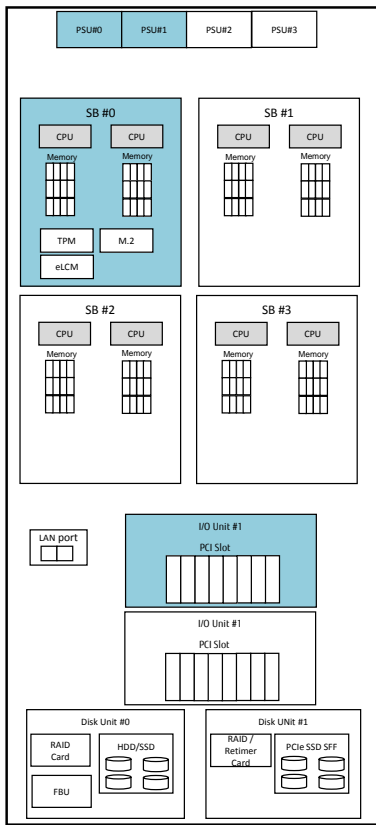 PSU#0 PSU#1 PSU#2 PSU#3
SB #0
CPU CPU
Memory Memory
TPM M.2
eLCM
SB #1
CPU CPU
Memory Memory
SB #2
CPU CPU
Memory Memory
SB #3
CPU CPU
Memory Memory
LAN port
I/O Unit #1
PCI Slot
I/O Unit #1
PCI Slot
Disk Unit #0
RAID
Card
HDD/SSD
FBU
Disk UNit #1
RAID /
Retimer
Card
PCIe SSD SFF